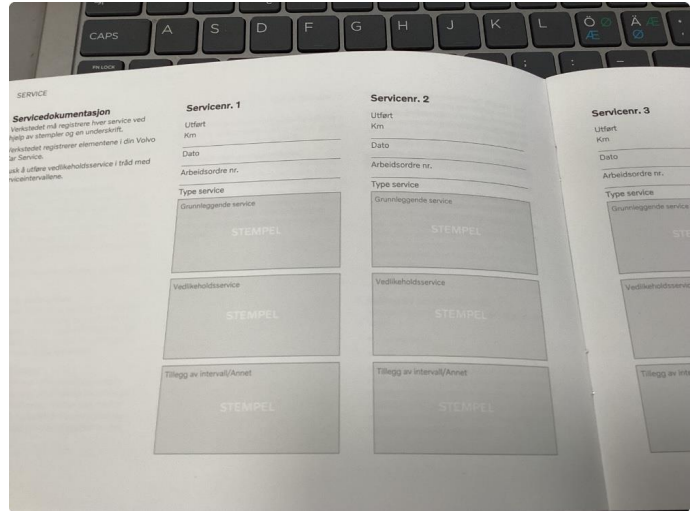 CAPS
A
S
D
F
G
H
J
K
L
Ö Ø
Æ
Ä Æ
Ø
FN LOCK
;
:
-
SERVICE
Servicedokumentasjon
Verkstedet må registrere hver service ved
hjelp av stempler og en underskrift.
Verkstedet registrerer elementene i din Volvo
Service.
å utføre vedlikeholdsservice i tråd med
Servicenr. 1
Utført
Km
Dato
Arbeidsordre nr.
Type service
Grunnleggende service
STEMPEL
Vedlikeholdsservice
STEMPEL
Tillegg av intervall/Annet
STEMPEL
Servicenr. 2
Utført
Km
Dato
Arbeidsordre nr.
Type service
Grunnleggende service
STEMPEL
Vedlikeholdsservice
STEMPEL
Tillegg av intervall/Annet
STEMPEL
Servicenr. 3
Utført
Km
Dato
Arbeidsordre nr.
Type service
Grunnleggende service
Vedlikeholdsservice
Tillegg av